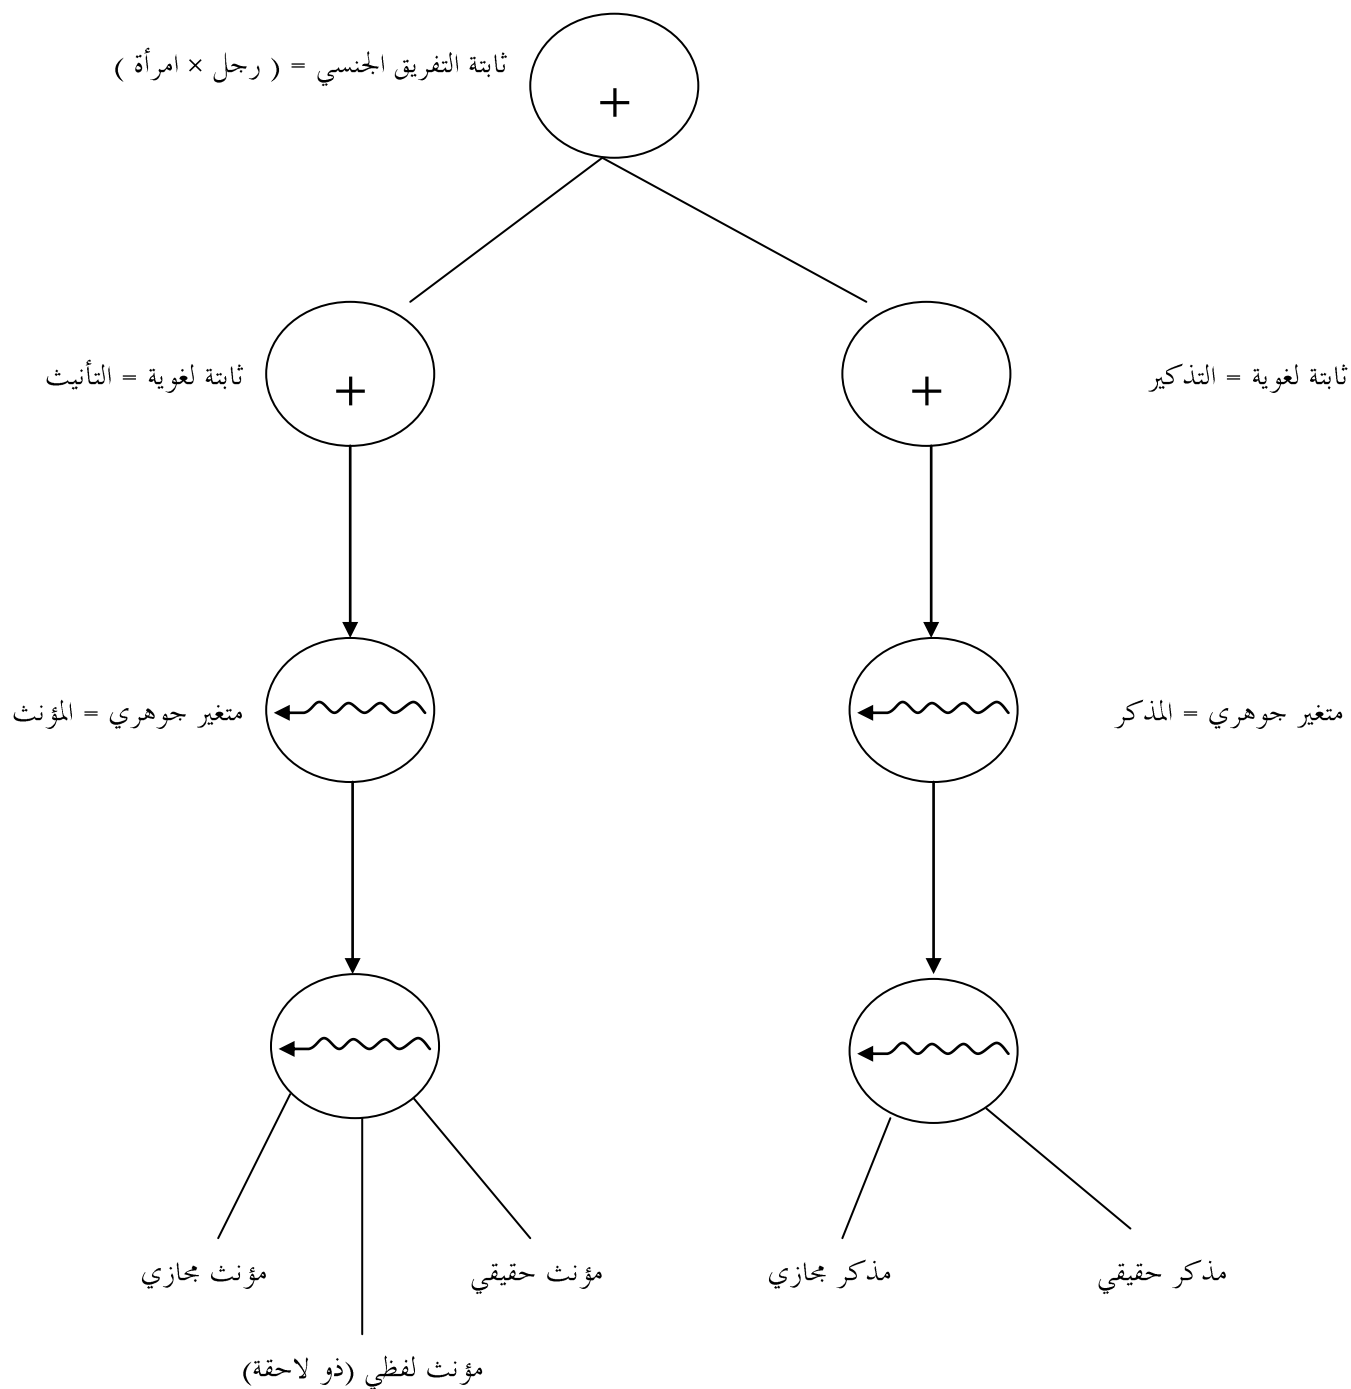 ثابتة التفريق الجنسي = ( رجل × امرأة )
+
ثابتة لغوية = التذكير
+
ثابتة لغوية = التأنيث
+
متغير جوهري = المذكر
متغير جوهري = المؤنث
مذكر حقيقي
مذكر مجازي
مؤنث حقيقي
مؤنث مجازي
مؤنث لفظي (ذو لاحقة)